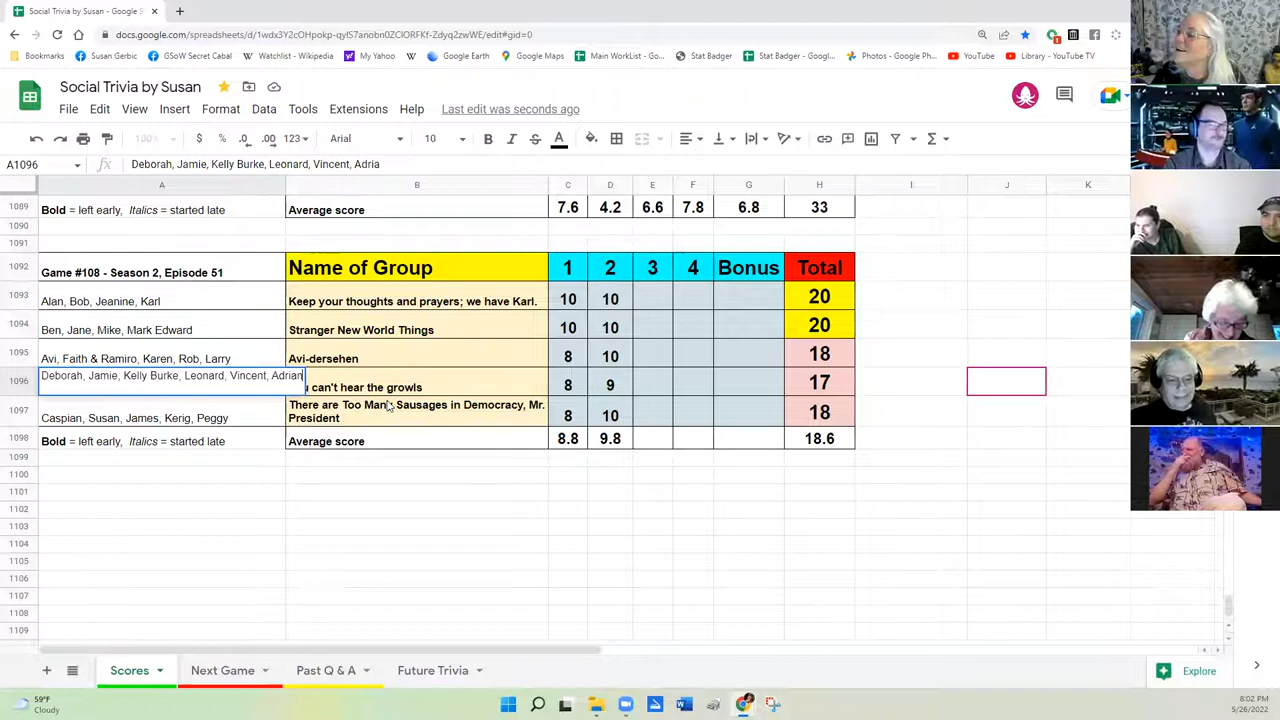 Social Trivia by Susan - Google S
docs.google.com/spreadsheets/d/1wdx3Y2cOHpokp-qyIS7anobn0ZClORFKf-Zdyq2zwWE/edit#gid=0
Bookmarks Susan Gerbic GSoW Secret Cabal Watchlist - Wikipedia My Yahoo Google Earth Google Maps Main WorkList - Go... Stat Badger Stat Badger - Googl... Photos - Google Ph... YouTube Library - YouTube TV
Social Trivia by Susan
File Edit View Insert Format Data Tools Extensions Help Last edit was seconds ago
100% $ % .0 .00 123 Arial 10 B I S A
A1096 fx Deborah, Jamie, Kelly Burke, Leonard, Vincent, Adria
A B C D E F G H I J K
1089 Bold = left early, Italics = started late Average score 7.6 4.2 6.6 7.8 6.8 33
1090
1091
1092 Game #108 - Season 2, Episode 51 Name of Group 1 2 3 4 Bonus Total
1093 Alan, Bob, Jeanine, Karl Keep your thoughts and prayers; we have Karl. 10 10 20
1094 Ben, Jane, Mike, Mark Edward Stranger New World Things 10 10 20
1095 Avi, Faith & Ramiro, Karen, Rob, Larry Avi-dersehen 8 10 18
1096 Deborah, Jamie, Kelly Burke, Leonard, Vincent, Adrian can't hear the growls 8 9 17
1097 Caspian, Susan, James, Kerig, Peggy There are Too Many Sausages in Democracy, Mr. President 8 10 18
1098 Bold = left early, Italics = started late Average score 8.8 9.8 18.6
1099
1100
1101
1102
1103
1104
1105
1106
1107
1108
1109
Scores Next Game Past Q & A Future Trivia Explore
59°F
Cloudy
8:02 PM
5/26/2022